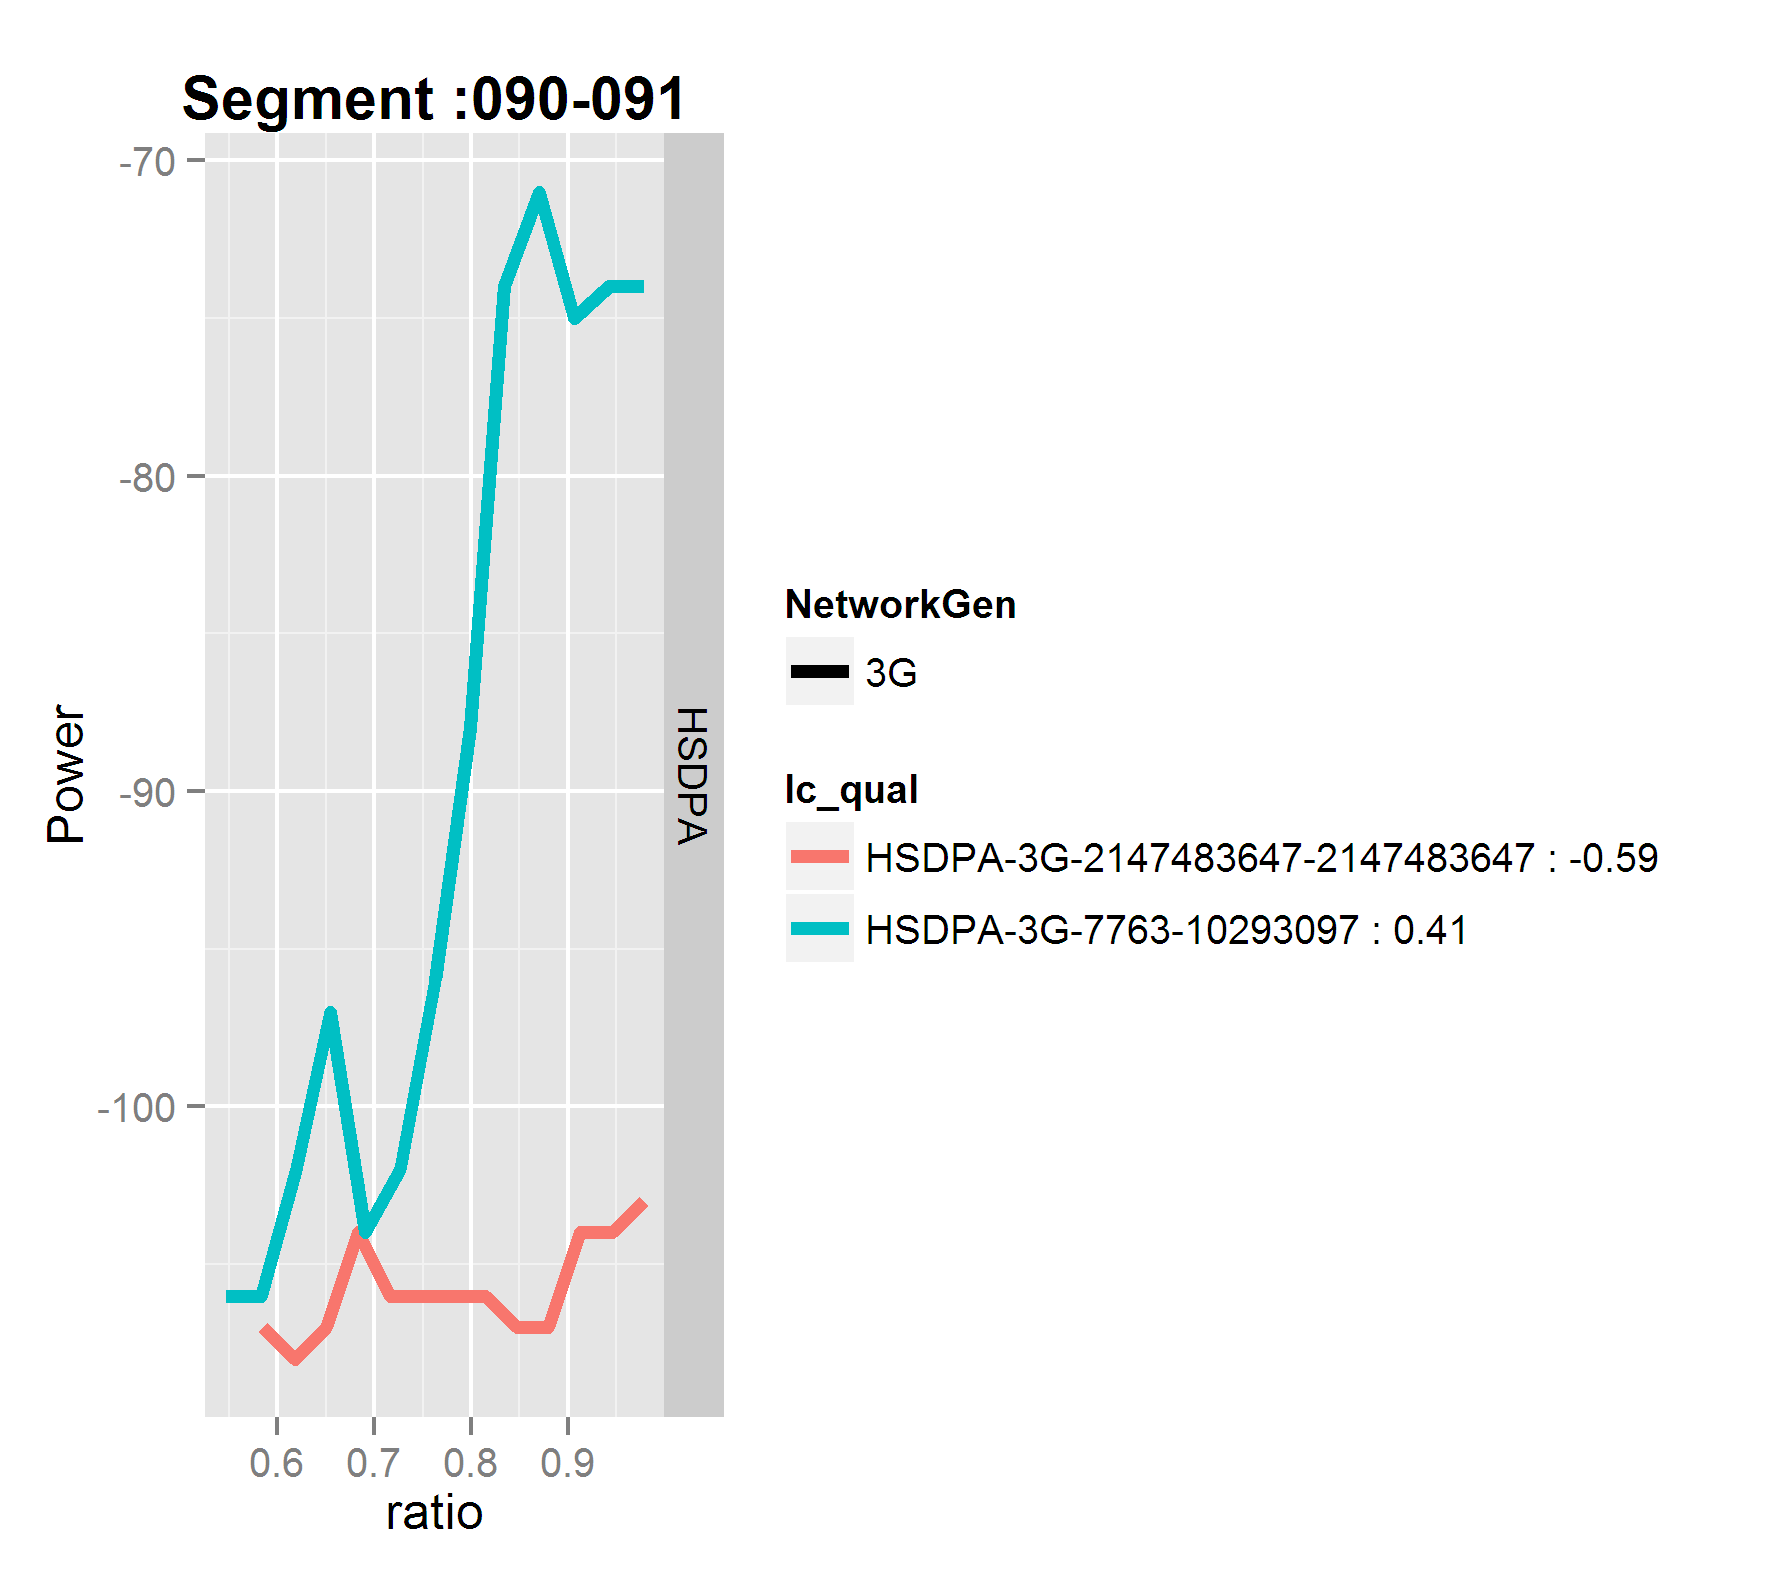 Segment :090-091
-70
-80
-90
-100
Power
HSDPA
0.6 0.7 0.8 0.9
ratio
NetworkGen
3G
lc_qual
HSDPA-3G-2147483647-2147483647 : -0.59
HSDPA-3G-7763-10293097 : 0.41